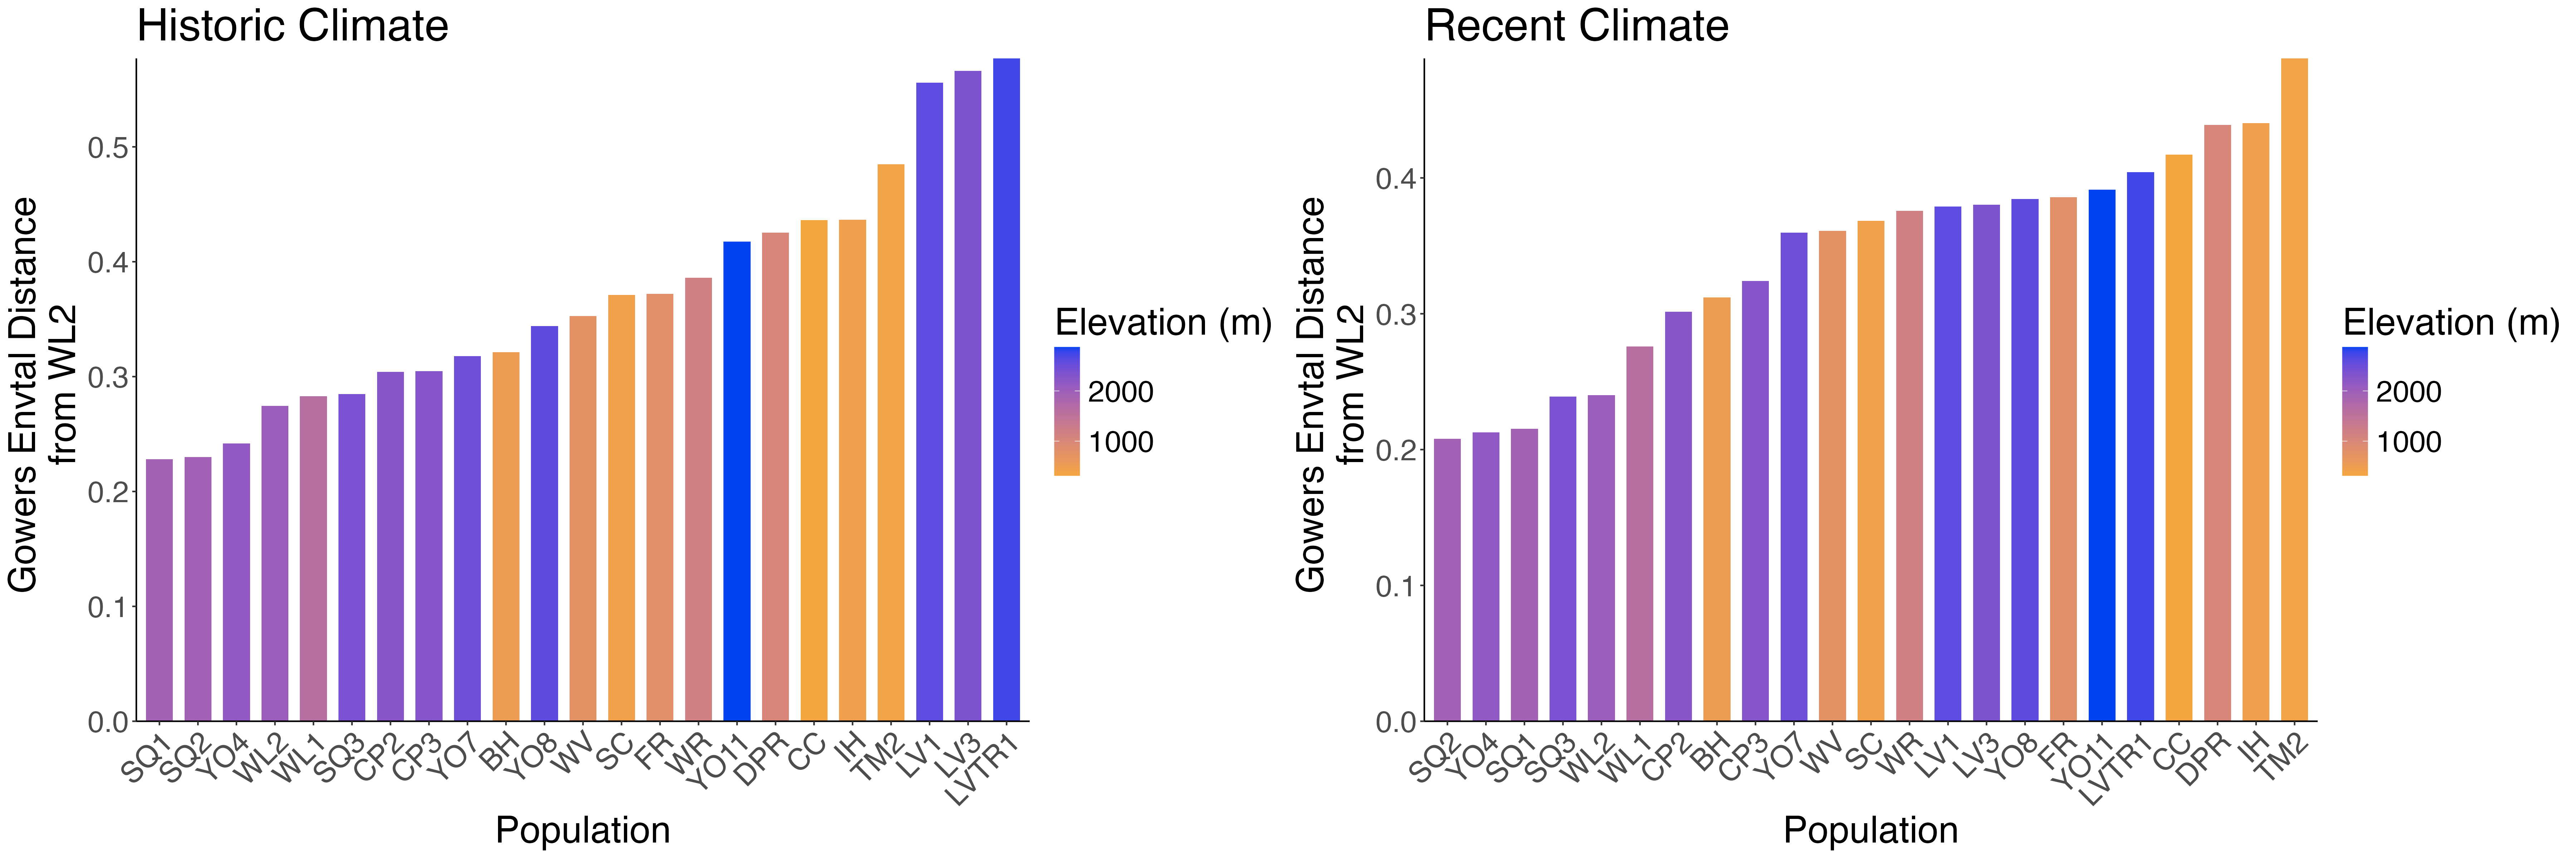 Historic Climate
Gowers Envtal Distance
from WL2
0.5
0.4
0.3
0.2
0.1
0.0
SQ1
SQ2
YO4
WL2
WL1
SQ3
CP2
CP3
YO7
BH
YO8
WV
SC
FR
WR
YO11
DPR
CC
IH
TM2
LV1
LV3
LVTR1
Population
Elevation (m)
2000
1000
Recent Climate
Gowers Envtal Distance
from WL2
0.4
0.3
0.2
0.1
0.0
SQ2
YO4
SQ1
SQ3
WL2
WL1
CP2
BH
CP3
YO7
WV
SC
WR
LV1
LV3
YO8
FR
YO11
LVTR1
CC
DPR
IH
TM2
Population
Elevation (m)
2000
1000